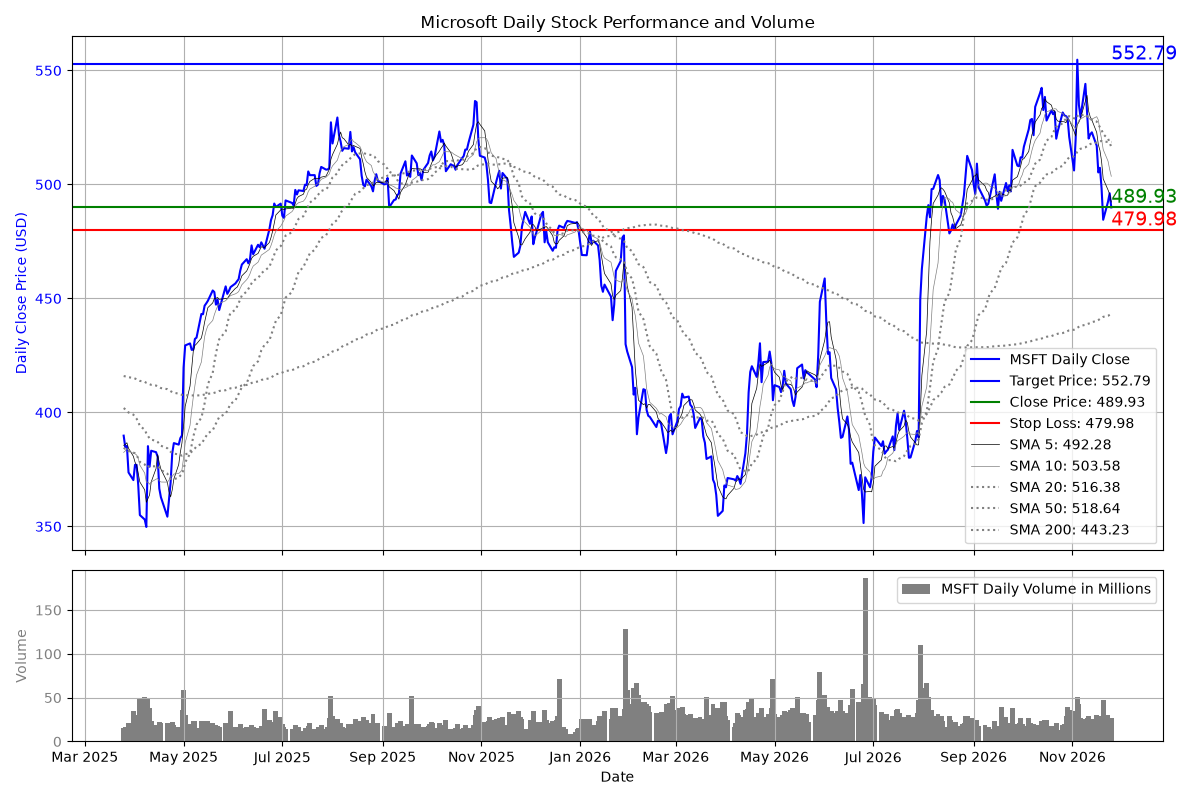 Microsoft Daily Stock Performance and Volume
552.79
550
500
489.93
479.98
450
400
350
Daily Close Price (USD)
MSFT Daily Close
Target Price: 552.79
Close Price: 489.93
Stop Loss: 479.98
SMA 5: 492.28
SMA 10: 503.58
SMA 20: 516.38
SMA 50: 518.64
SMA 200: 443.23
MSFT Daily Volume in Millions
150
100
50
0
Volume
Mar 2025 May 2025 Jul 2025 Sep 2025 Nov 2025 Jan 2026 Mar 2026 May 2026 Jul 2026 Sep 2026 Nov 2026
Date